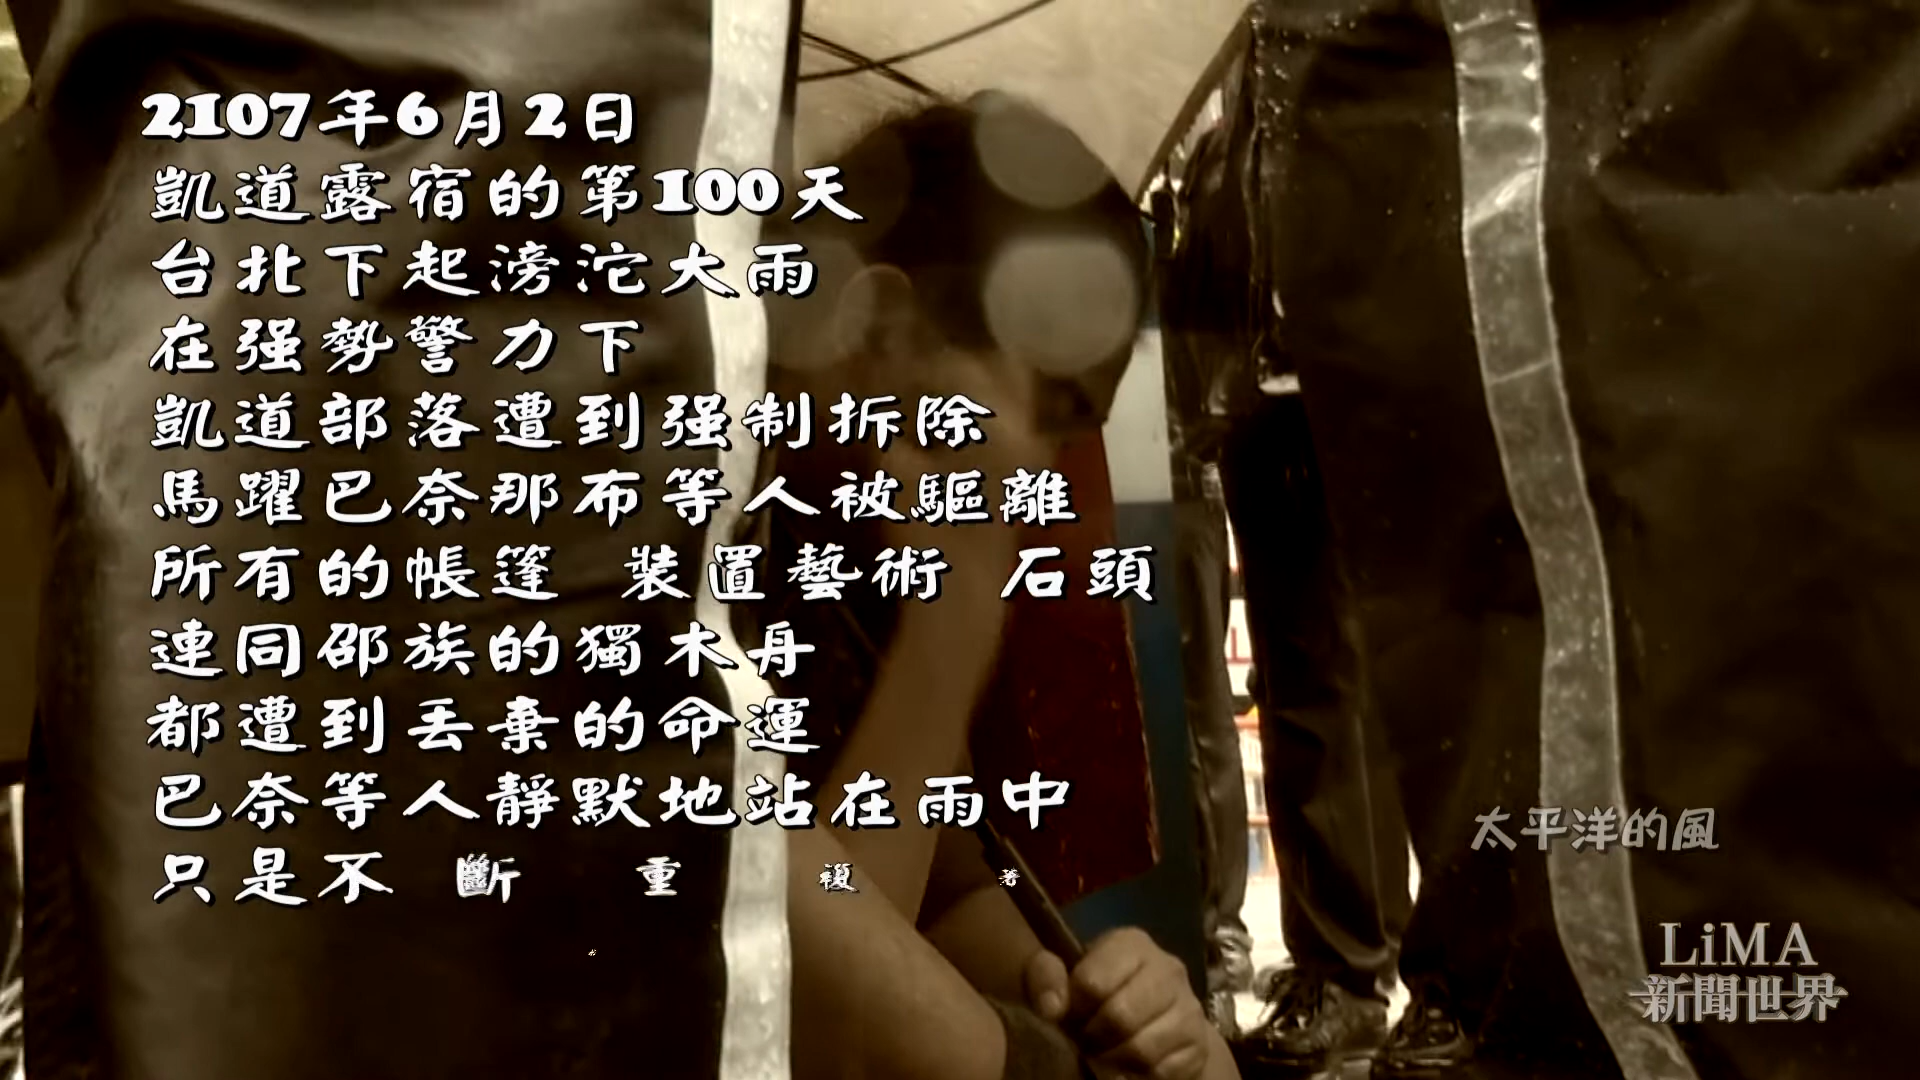 2107年6月2日
凱道露宿的第100天
台北下起滂沱大雨
在强勢警力下
凱道部落遭到强制拆除
馬躍巴奈那布等人被驅離
所有的帳篷 裝置藝術 石頭
連同邵族的獨木舟
都遭到丟棄的命運
巴奈等人靜默地站在雨中
只是不 斷 重 複 著
太平洋的風
LiMA
新聞世界